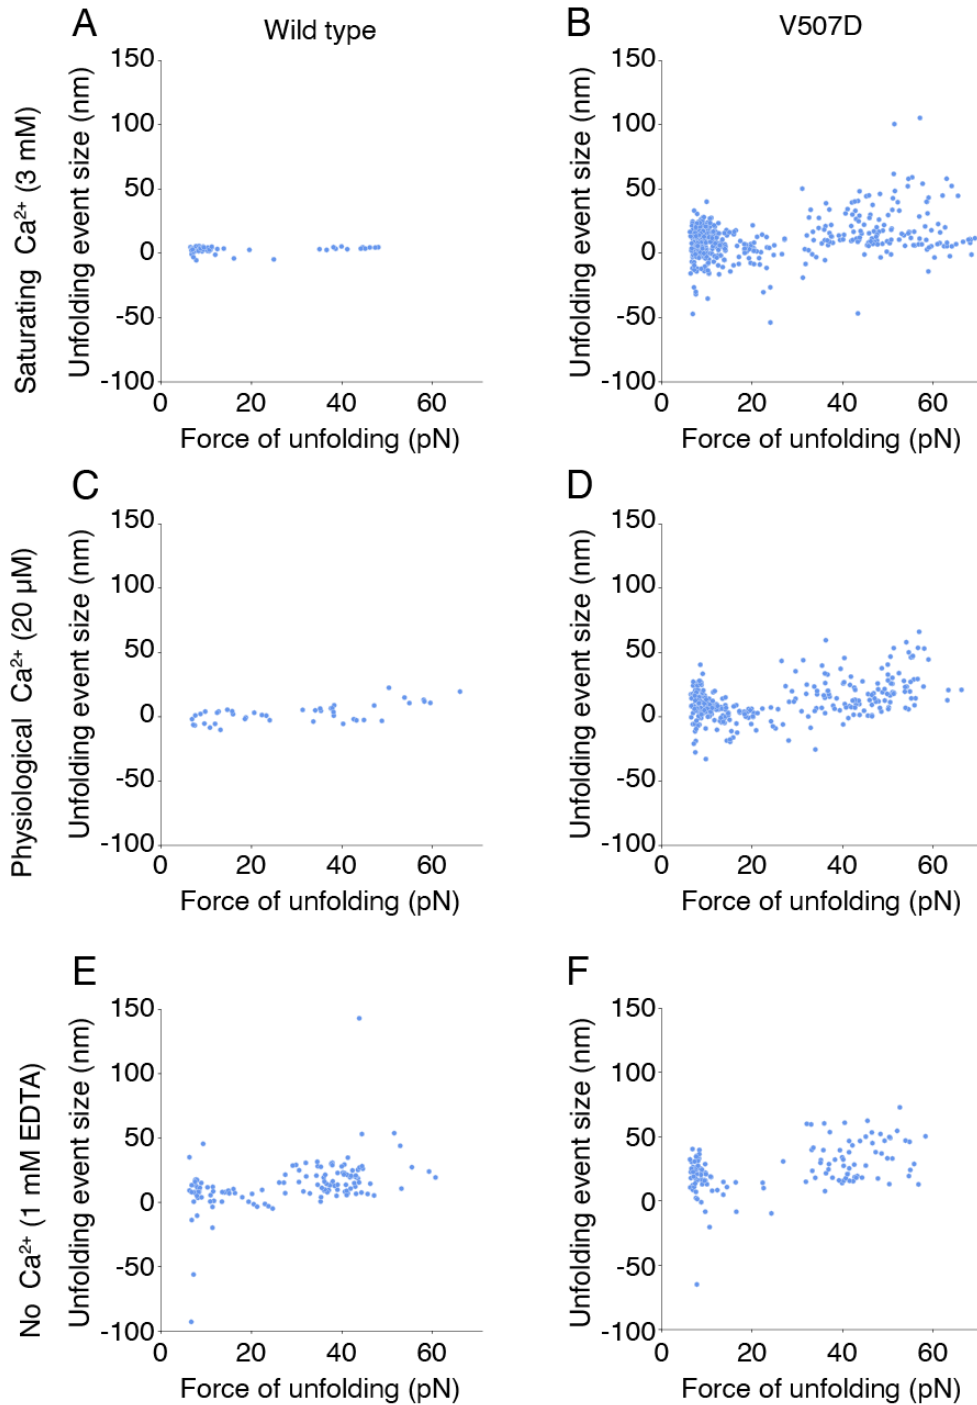 A
Wild type
B
V507D
Saturating Ca²⁺ (3 mM)
Unfolding event size (nm)
150
100
50
0
-50
-100
0 20 40 60
Force of unfolding (pN)
Unfolding event size (nm)
150
100
50
0
-50
-100
0 20 40 60
Force of unfolding (pN)
C
D
Physiological Ca²⁺ (20 µM)
Unfolding event size (nm)
150
100
50
0
-50
-100
0 20 40 60
Force of unfolding (pN)
Unfolding event size (nm)
150
100
50
0
-50
-100
0 20 40 60
Force of unfolding (pN)
E
F
No Ca²⁺ (1 mM EDTA)
Unfolding event size (nm)
150
100
50
0
-50
-100
0 20 40 60
Force of unfolding (pN)
Unfolding event size (nm)
150
100
50
0
-50
-100
0 20 40 60
Force of unfolding (pN)